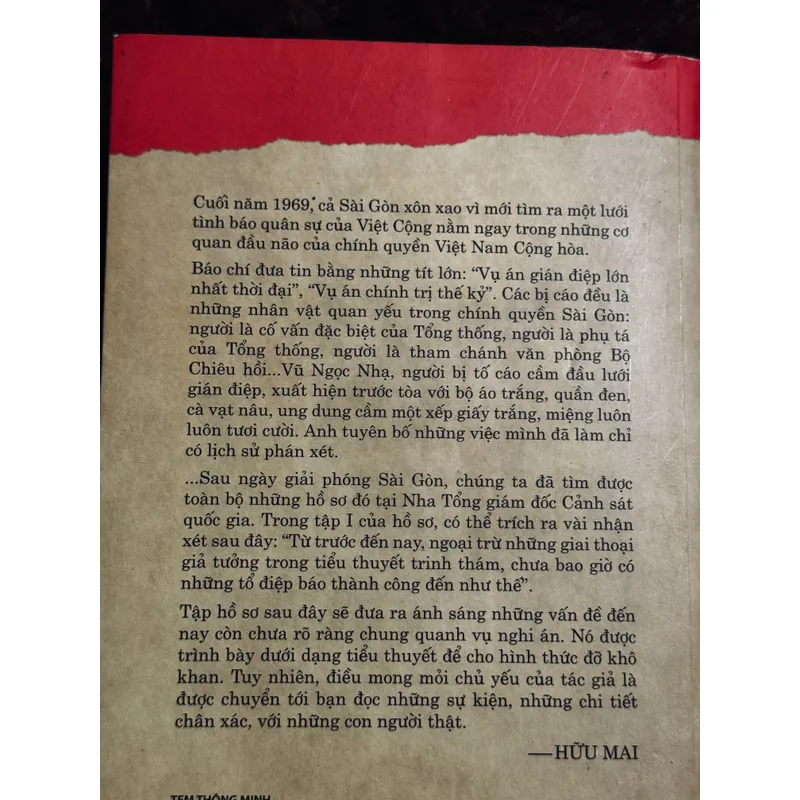 Cuối năm 1969, cả Sài Gòn xôn xao vì mới tìm ra một lưới
tình báo quân sự của Việt Cộng nằm ngay trong những cơ
quan đầu não của chính quyền Việt Nam Cộng hòa.
Báo chí đưa tin bằng những tít lớn: “Vụ án gián điệp lớn
nhất thời đại”, “Vụ án chính trị thế kỷ”. Các bị cáo đều là
những nhân vật quan yếu trong chính quyền Sài Gòn:
người là cố vấn đặc biệt của Tổng thống, người là phụ tá
của Tổng thống, người là tham chánh văn phòng Bộ
Chiêu hồi...Vũ Ngọc Nhạ, người bị tố cáo cầm đầu lưới
gián điệp, xuất hiện trước tòa với bộ áo trắng, quần đen,
cà vạt nâu, ung dung cầm một xếp giấy trắng, miệng luôn
luôn tươi cười. Anh tuyên bố những việc mình đã làm chỉ
có lịch sử phán xét.
...Sau ngày giải phóng Sài Gòn, chúng ta đã tìm được
toàn bộ những hồ sơ đó tại Nha Tổng giám đốc Cảnh sát
quốc gia. Trong tập I của hồ sơ, có thể trích ra vài nhận
xét sau đây: “Từ trước đến nay, ngoại trừ những giai thoại
giả tưởng trong tiểu thuyết trinh thám, chưa bao giờ có
những tổ điệp báo thành công đến như thế”.
Tập hồ sơ sau đây sẽ đưa ra ánh sáng những vấn đề đến
nay còn chưa rõ ràng chung quanh vụ nghi án. Nó được
trình bày dưới dạng tiểu thuyết để cho hình thức đỡ khô
khan. Tuy nhiên, điều mong mỏi chủ yếu của tác giả là
được chuyển tới bạn đọc những sự kiện, những chi tiết
chân xác, với những con người thật.
—HỮU MAI
TEM THÔNG MINH